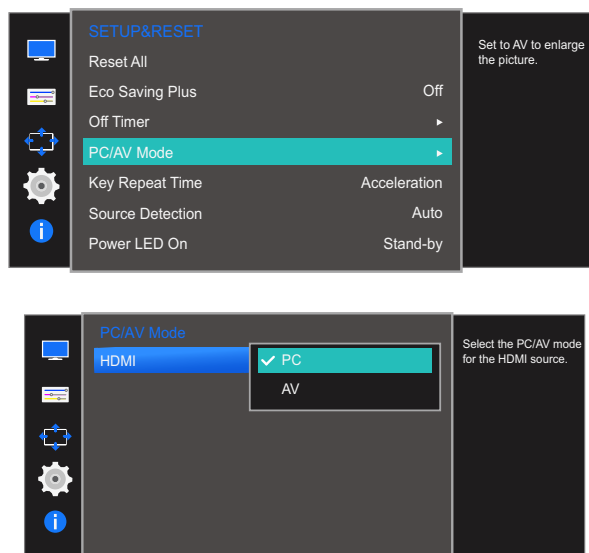 SETUP&RESET
Reset All
Eco Saving Plus Off
Off Timer
PC/AV Mode
Key Repeat Time Acceleration
Source Detection Auto
Power LED On Stand-by
Set to AV to enlarge
the picture.
PC/AV Mode
HDMI PC
AV
Select the PC/AV mode
for the HDMI source.